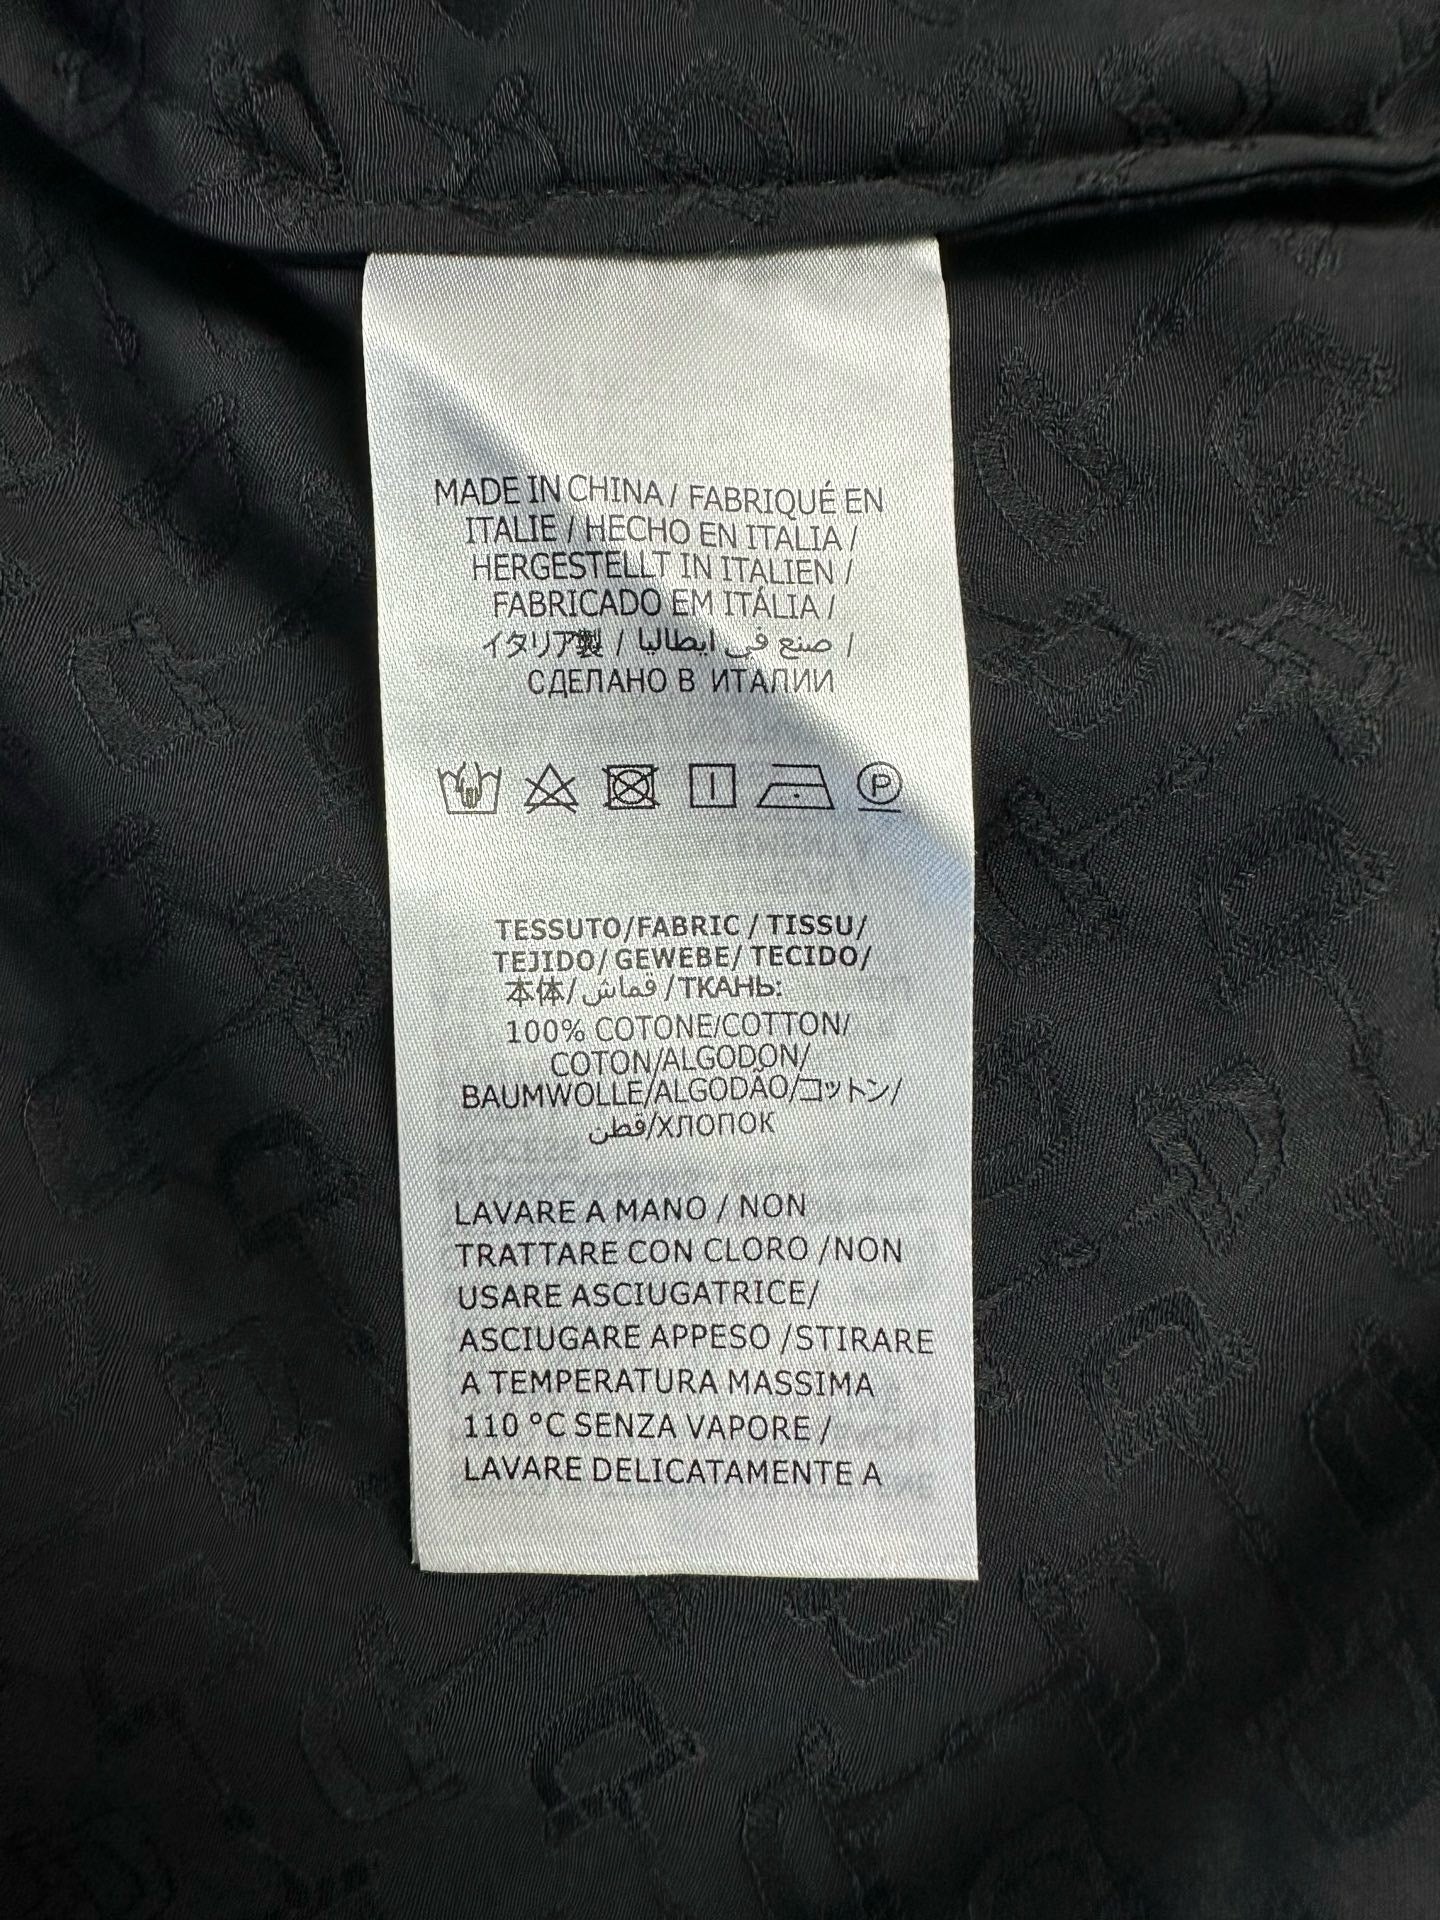 MADE IN CHINA / FABRIQUÉ EN
ITALIE / HECHO EN ITALIA /
HERGESTELLT IN ITALIEN /
FABRICADO EM ITÁLIA /
イタリア製 / صنع في ايطاليا /
СДЕЛАНО В ИТАЛИИ
P
TESSUTO/FABRIC / TISSU/
TEJIDO/ GEWEBE/ TECIDO/
本体/ قماش /ТКАНЬ:
100% COTONE/COTTON/
COTON/ALGODON/
BAUMWOLLE/ALGODÃO/コットン/
قطن/ХЛОПОК
LAVARE A MANO / NON
TRATTARE CON CLORO /NON
USARE ASCIUGATRICE/
ASCIUGARE APPESO /STIRARE
A TEMPERATURA MASSIMA
110 °C SENZA VAPORE /
LAVARE DELICATAMENTE A